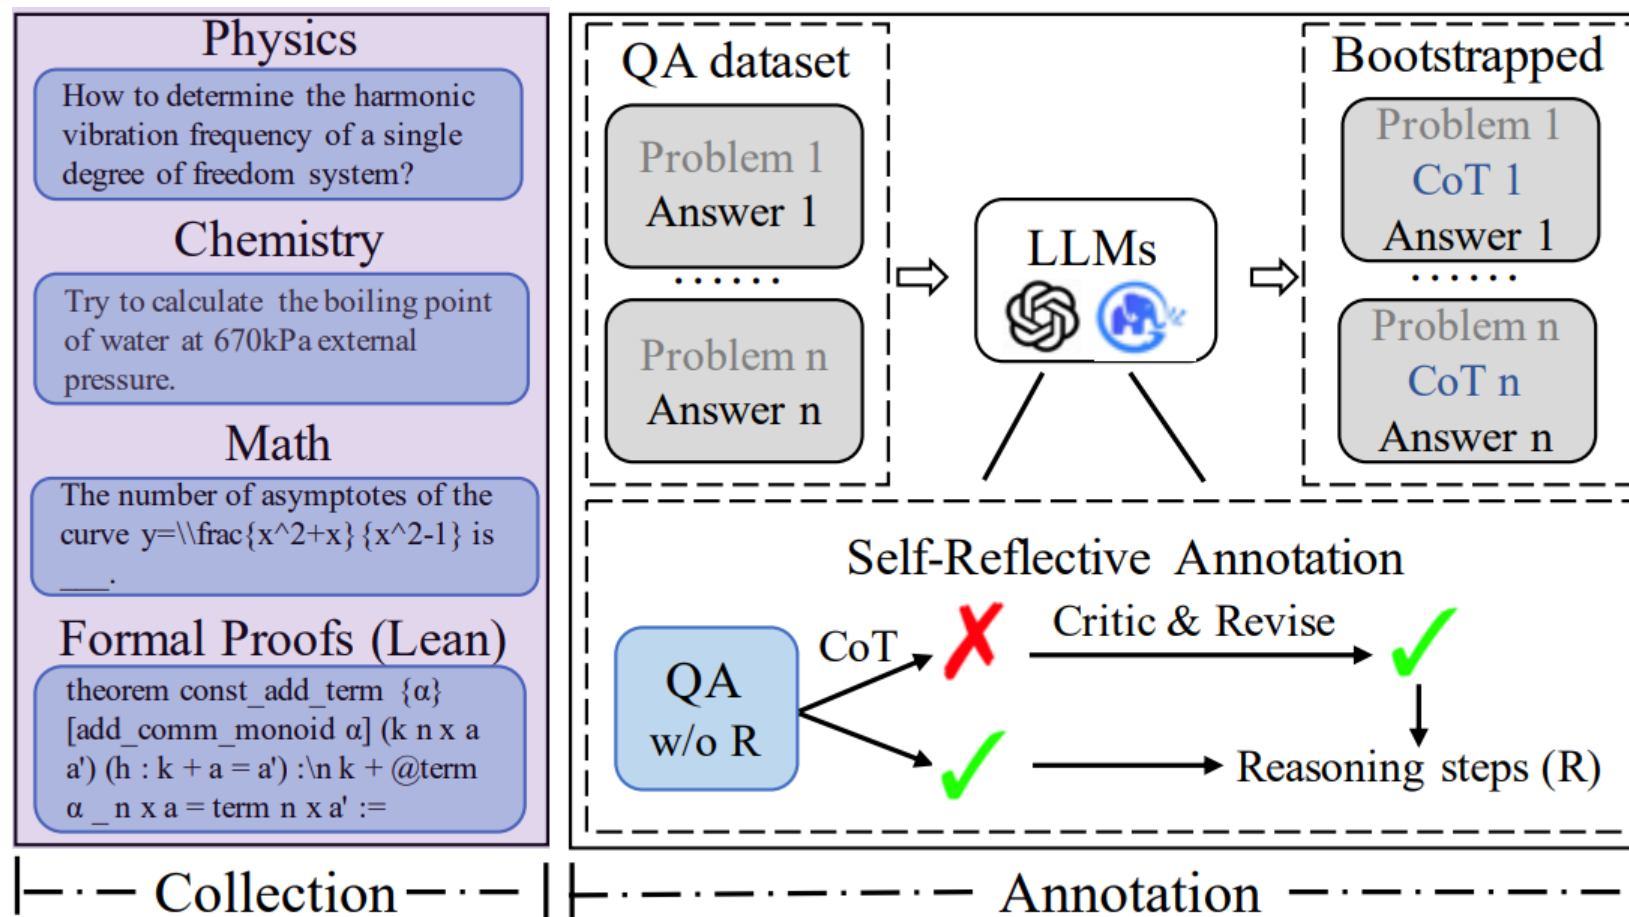 Physics
How to determine the harmonic
vibration frequency of a single
degree of freedom system?
Chemistry
Try to calculate the boiling point
of water at 670kPa external
pressure.
Math
The number of asymptotes of the
curve y=\\frac{x^2+x}{x^2-1} is
___.
Formal Proofs (Lean)
theorem const_add_term {α}
[add_comm_monoid α] (k n x a
a') (h : k + a = a') :\n k + @term
α _ n x a = term n x a' :=
Collection
QA dataset
Problem 1
Answer 1
......
Problem n
Answer n
LLMs
Bootstrapped
Problem 1
CoT 1
Answer 1
......
Problem n
CoT n
Answer n
Self-Reflective Annotation
QA
w/o R
CoT
Critic & Revise
Reasoning steps (R)
Annotation